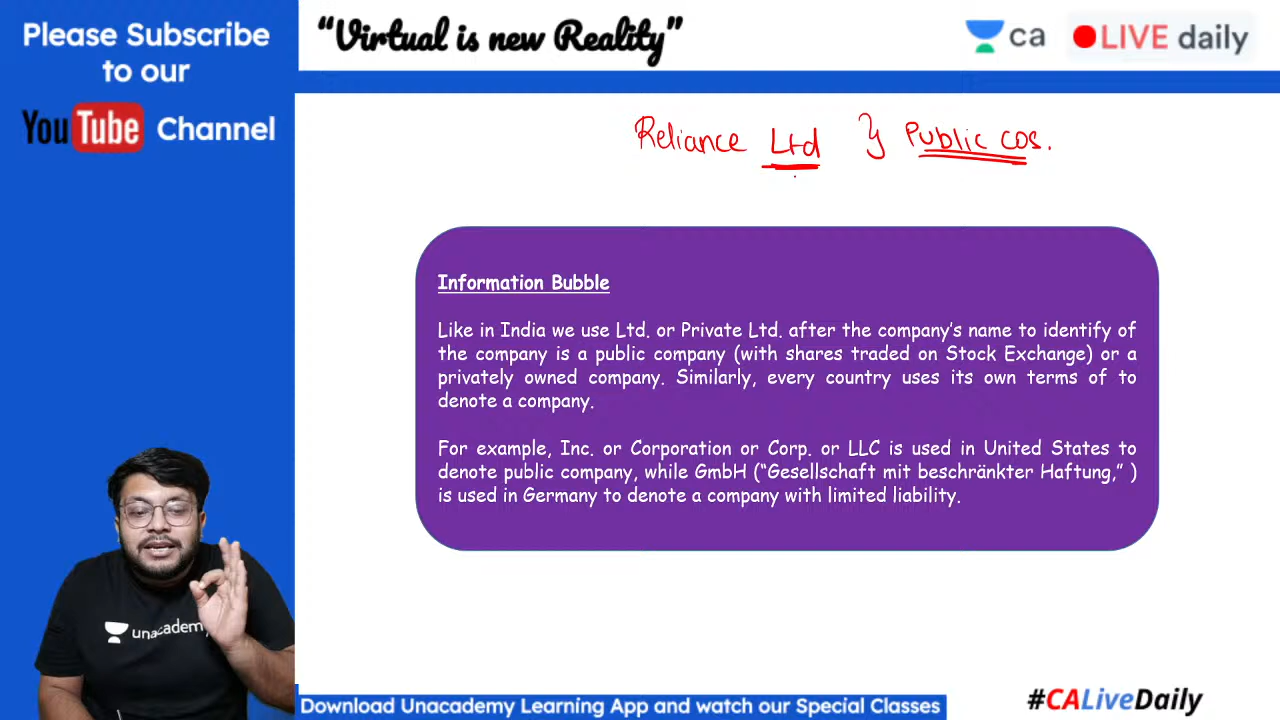 Please Subscribe
to our
YouTube Channel
“Virtual is new Reality”
ca
LIVE daily
Reliance Ltd } Public cos.
Information Bubble
Like in India we use Ltd. or Private Ltd. after the company's name to identify of
the company is a public company (with shares traded on Stock Exchange) or a
privately owned company. Similarly, every country uses its own terms of to
denote a company.
For example, Inc. or Corporation or Corp. or LLC is used in United States to
denote public company, while GmbH (“Gesellschaft mit beschränkter Haftung,” )
is used in Germany to denote a company with limited liability.
unacademy
Download Unacademy Learning App and watch our Special Classes
#CALiveDaily